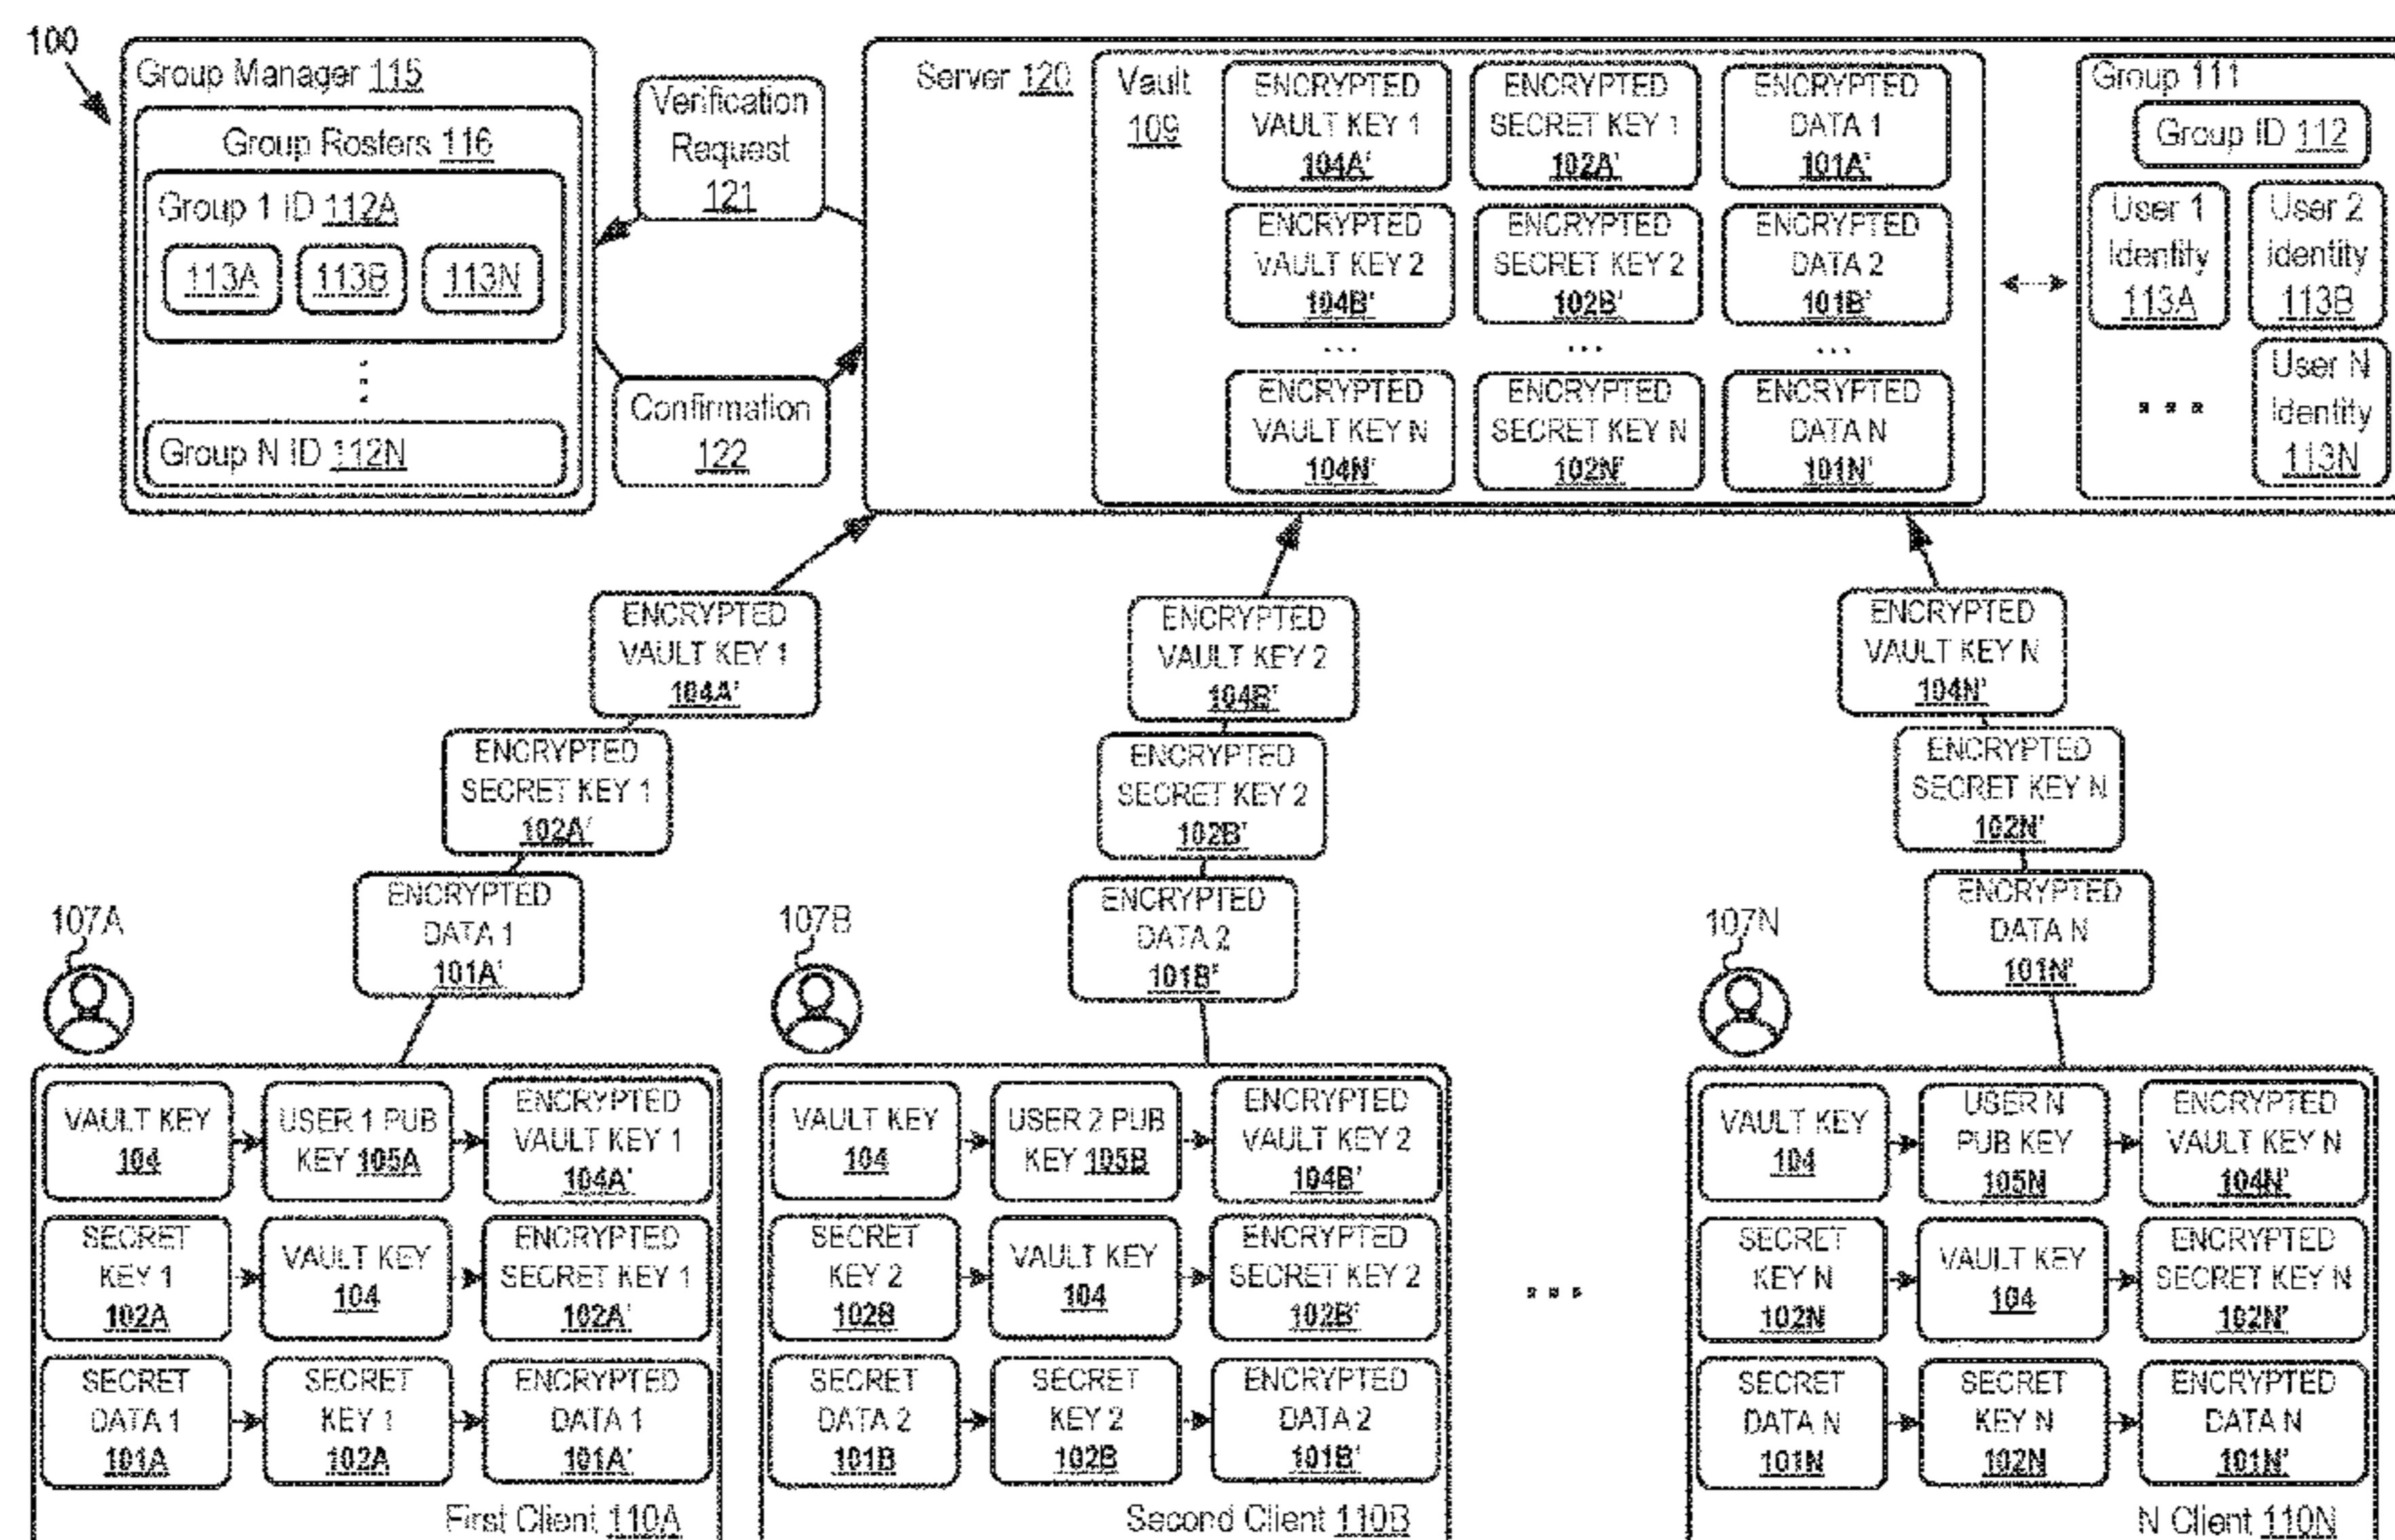 100
Group Manager 115
Group Rosters 116
Group 1 ID 112A
113A
113B
113N
Group N ID 112N
Verification
Request
121
Confirmation
122
Server 120
Vault
109
ENCRYPTED
VAULT KEY 1
104A'
ENCRYPTED
SECRET KEY 1
102A'
ENCRYPTED
DATA 1
101A'
ENCRYPTED
VAULT KEY 2
104B'
ENCRYPTED
SECRET KEY 2
102B'
ENCRYPTED
DATA 2
101B'
...
...
...
ENCRYPTED
VAULT KEY N
104N'
ENCRYPTED
SECRET KEY N
102N'
ENCRYPTED
DATA N
101N'
Group 111
Group ID 112
User 1
Identity
113A
User 2
Identity
113B
...
User N
Identity
113N
ENCRYPTED
VAULT KEY 1
104A'
ENCRYPTED
SECRET KEY 1
102A'
ENCRYPTED
DATA 1
101A'
ENCRYPTED
VAULT KEY 2
104B'
ENCRYPTED
SECRET KEY 2
102B'
ENCRYPTED
DATA 2
101B'
ENCRYPTED
VAULT KEY N
104N'
ENCRYPTED
SECRET KEY N
102N'
ENCRYPTED
DATA N
101N'
107A
VAULT KEY
104
USER 1 PUB
KEY 105A
ENCRYPTED
VAULT KEY 1
104A'
SECRET
KEY 1
102A
VAULT KEY
104
ENCRYPTED
SECRET KEY 1
102A'
SECRET
DATA 1
101A
SECRET
KEY 1
102A
ENCRYPTED
DATA 1
101A'
First Client 110A
107B
VAULT KEY
104
USER 2 PUB
KEY 105B
ENCRYPTED
VAULT KEY 2
104B'
SECRET
KEY 2
102B
VAULT KEY
104
ENCRYPTED
SECRET KEY 2
102B'
SECRET
DATA 2
101B
SECRET
KEY 2
102B
ENCRYPTED
DATA 2
101B'
Second Client 110B
...
107N
VAULT KEY
104
USER N
PUB KEY
105N
ENCRYPTED
VAULT KEY N
104N'
SECRET
KEY N
102N
VAULT KEY
104
ENCRYPTED
SECRET KEY N
102N'
SECRET
DATA N
101N
SECRET
KEY N
102N
ENCRYPTED
DATA N
101N'
N Client 110N